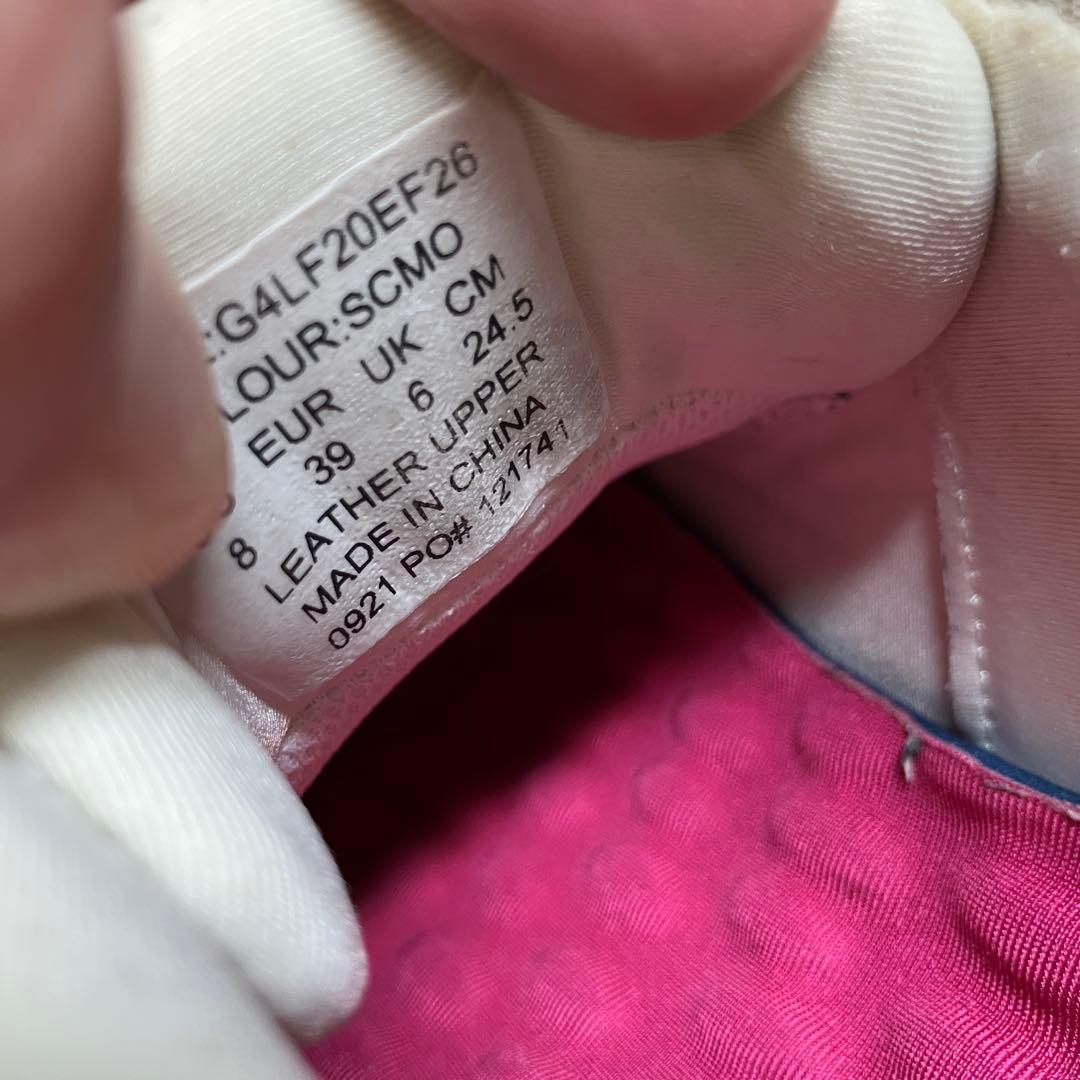 :G4LF20EF26
LOUR:SCMO
EUR UK CM
8 39 6 24.5
LEATHER UPPER
MADE IN CHINA
0921 PO# 121741